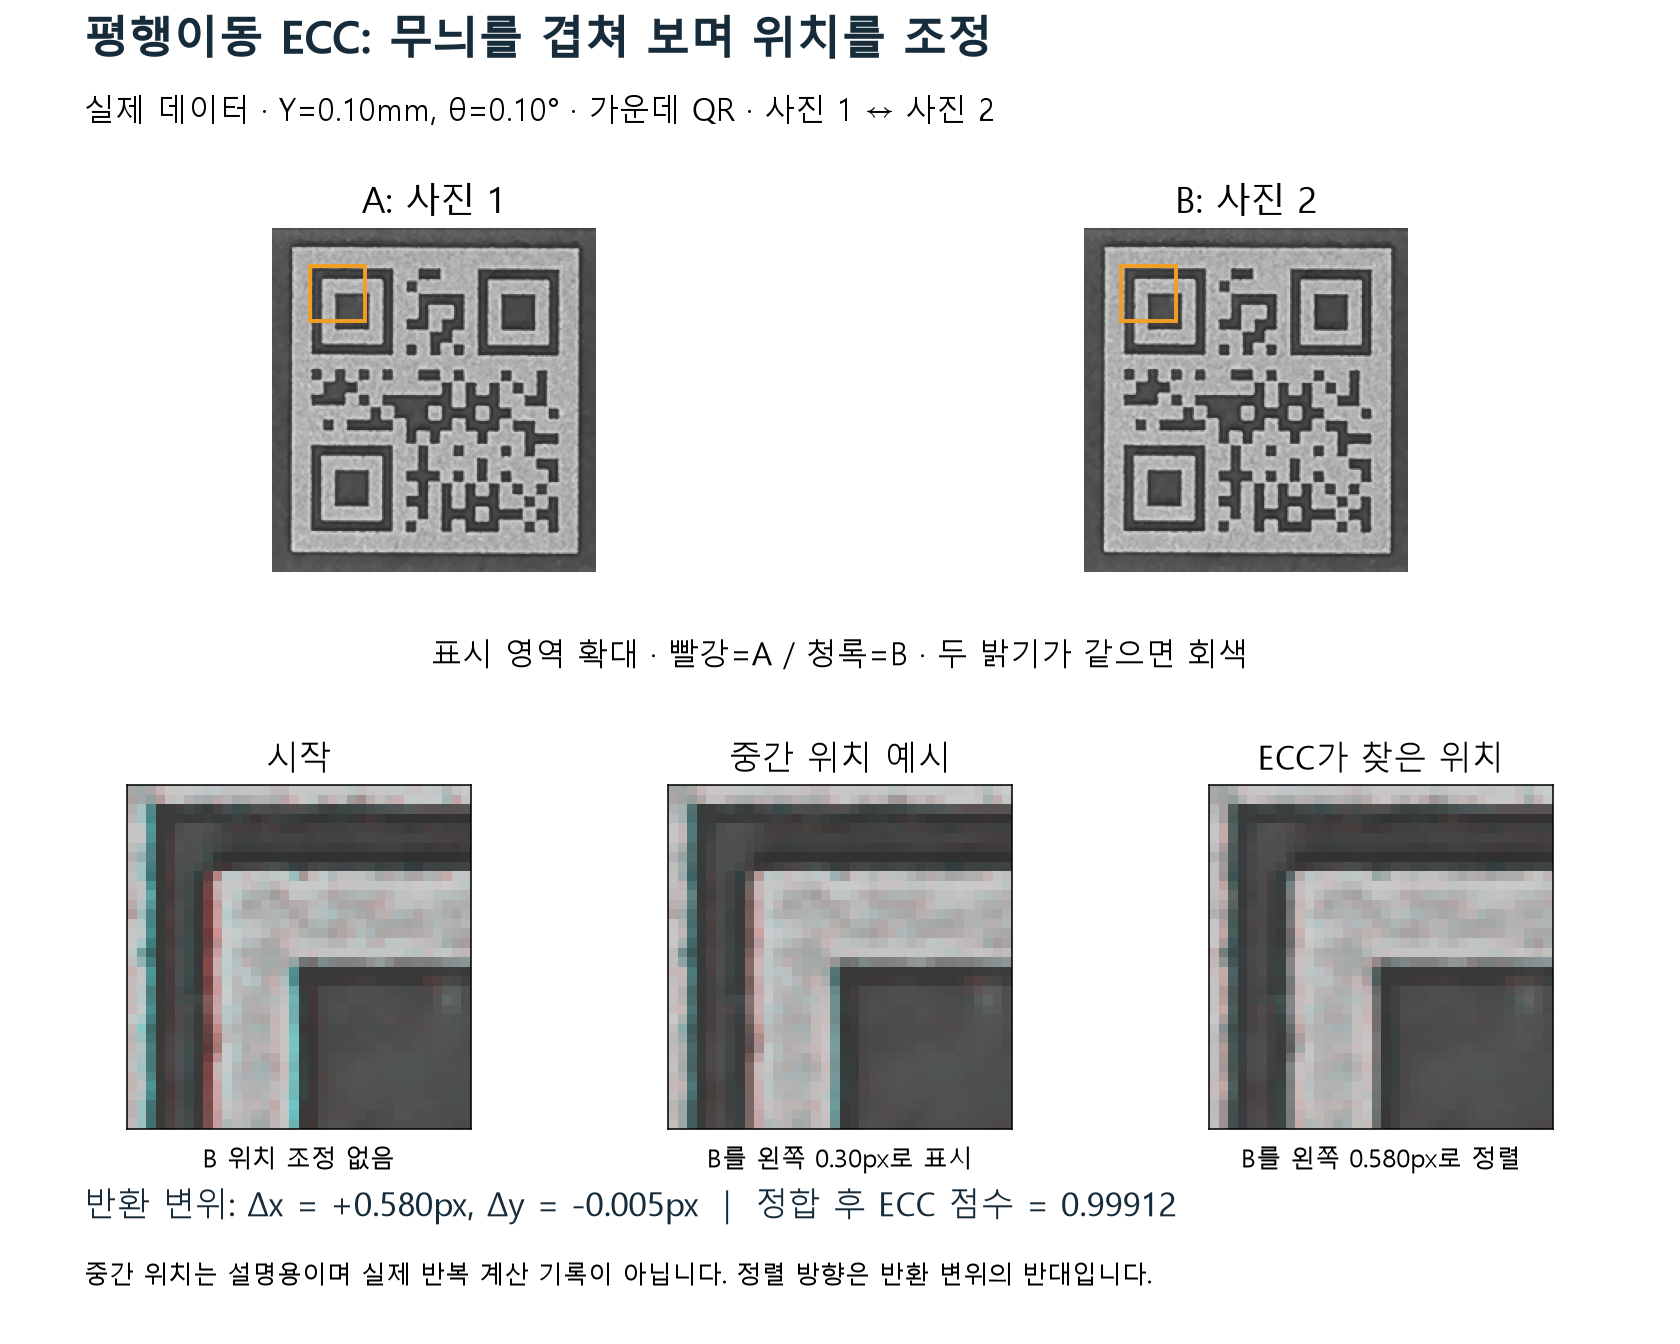 평행이동 ECC: 무늬를 겹쳐 보며 위치를 조정
실제 데이터 · Y=0.10mm, θ=0.10° · 가운데 QR · 사진 1 ↔ 사진 2
A: 사진 1
B: 사진 2
표시 영역 확대 · 빨강=A / 청록=B · 두 밝기가 같으면 회색
시작
중간 위치 예시
ECC가 찾은 위치
B 위치 조정 없음
B를 왼쪽 0.30px로 표시
B를 왼쪽 0.580px로 정렬
반환 변위: Δx = +0.580px, Δy = -0.005px | 정합 후 ECC 점수 = 0.99912
중간 위치는 설명용이며 실제 반복 계산 기록이 아닙니다. 정렬 방향은 반환 변위의 반대입니다.